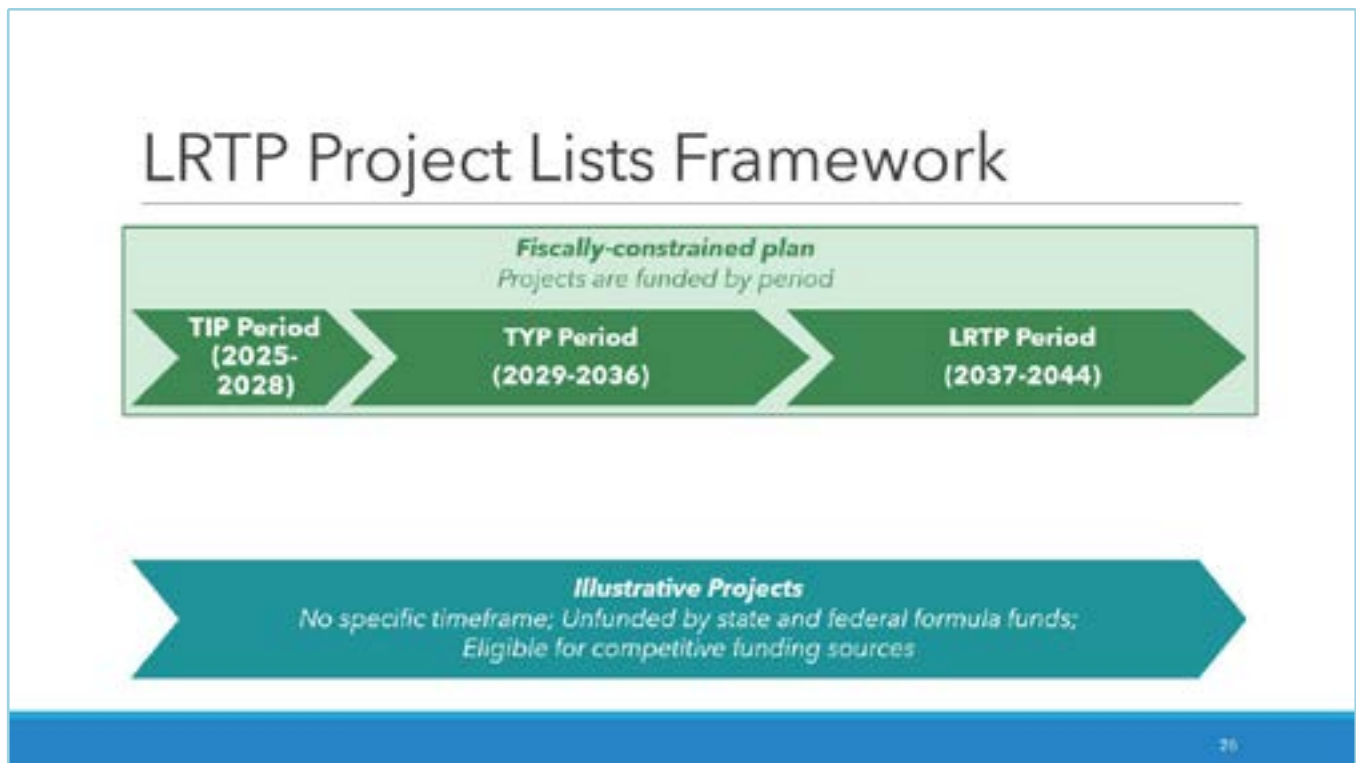 LRTP Project Lists Framework
Fiscally-constrained plan
Projects are funded by period
TIP Period
(2025-
2028)
TYP Period
(2029-2036)
LRTP Period
(2037-2044)
Illustrative Projects
No specific timeframe; Unfunded by state and federal formula funds;
Eligible for competitive funding sources